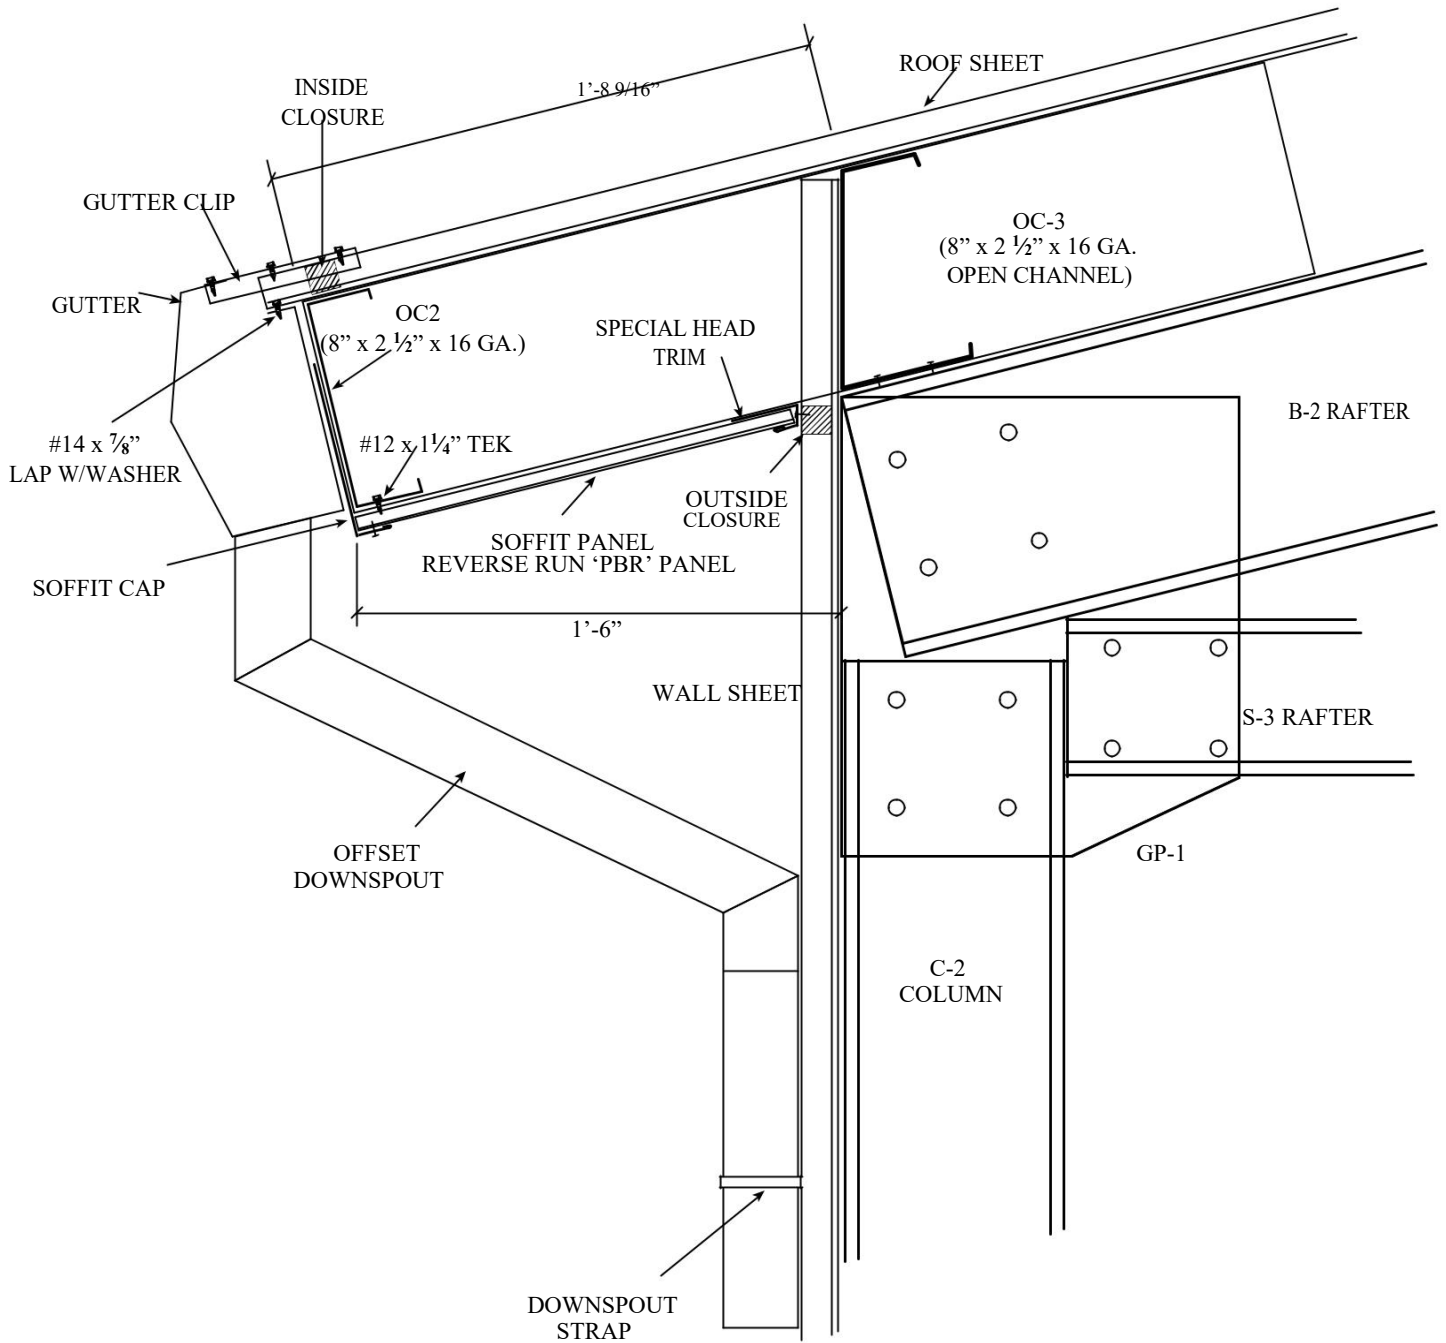 ROOF SHEET
1’-8 9/16”
INSIDE
CLOSURE
GUTTER CLIP
OC-3
(8” x 2 ½” x 16 GA.
OPEN CHANNEL)
GUTTER
OC2
(8” x 2 ½” x 16 GA.)
SPECIAL HEAD
TRIM
B-2 RAFTER
#14 x ⅞”
LAP W/WASHER
#12 x 1¼” TEK
OUTSIDE
CLOSURE
SOFFIT PANEL
REVERSE RUN ‘PBR’ PANEL
SOFFIT CAP
1’-6”
WALL SHEET
S-3 RAFTER
OFFSET
DOWNSPOUT
GP-1
C-2
COLUMN
DOWNSPOUT
STRAP